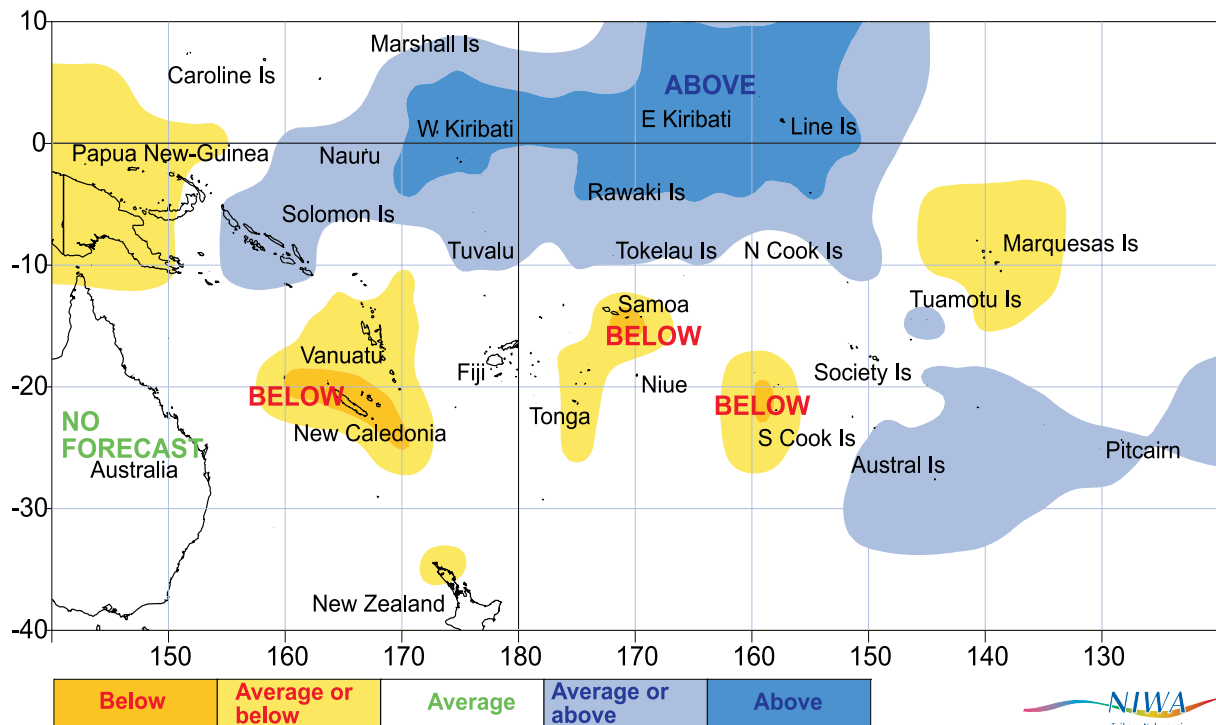 10
Marshall Is
Caroline Is
ABOVE
W Kiribati
E Kiribati
Line Is
0
Papua New-Guinea
Nauru
Rawaki Is
Solomon Is
Tuvalu
Tokelau Is
N Cook Is
Marquesas Is
-10
Samoa
Tuamotu Is
BELOW
Vanuatu
Fiji
Niue
Society Is
-20
BELOW
BELOW
Tonga
NO
FORECAST
New Caledonia
S Cook Is
Australia
Austral Is
Pitcairn
-30
New Zealand
-40
150
160
170
180
170
160
150
140
130
Below
Average or
below
Average
Average or
above
Above
NIWA